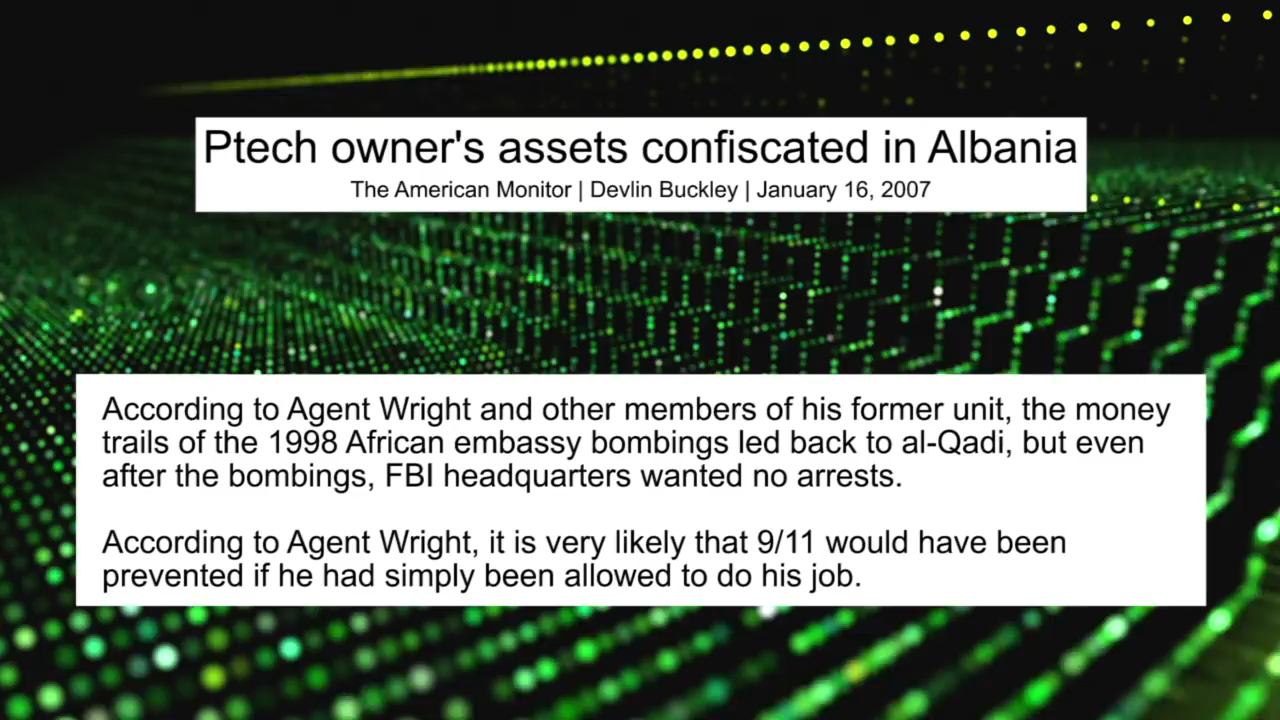 Ptech owner's assets confiscated in Albania
The American Monitor | Devlin Buckley | January 16, 2007
According to Agent Wright and other members of his former unit, the money
trails of the 1998 African embassy bombings led back to al-Qadi, but even
after the bombings, FBI headquarters wanted no arrests.
According to Agent Wright, it is very likely that 9/11 would have been
prevented if he had simply been allowed to do his job.